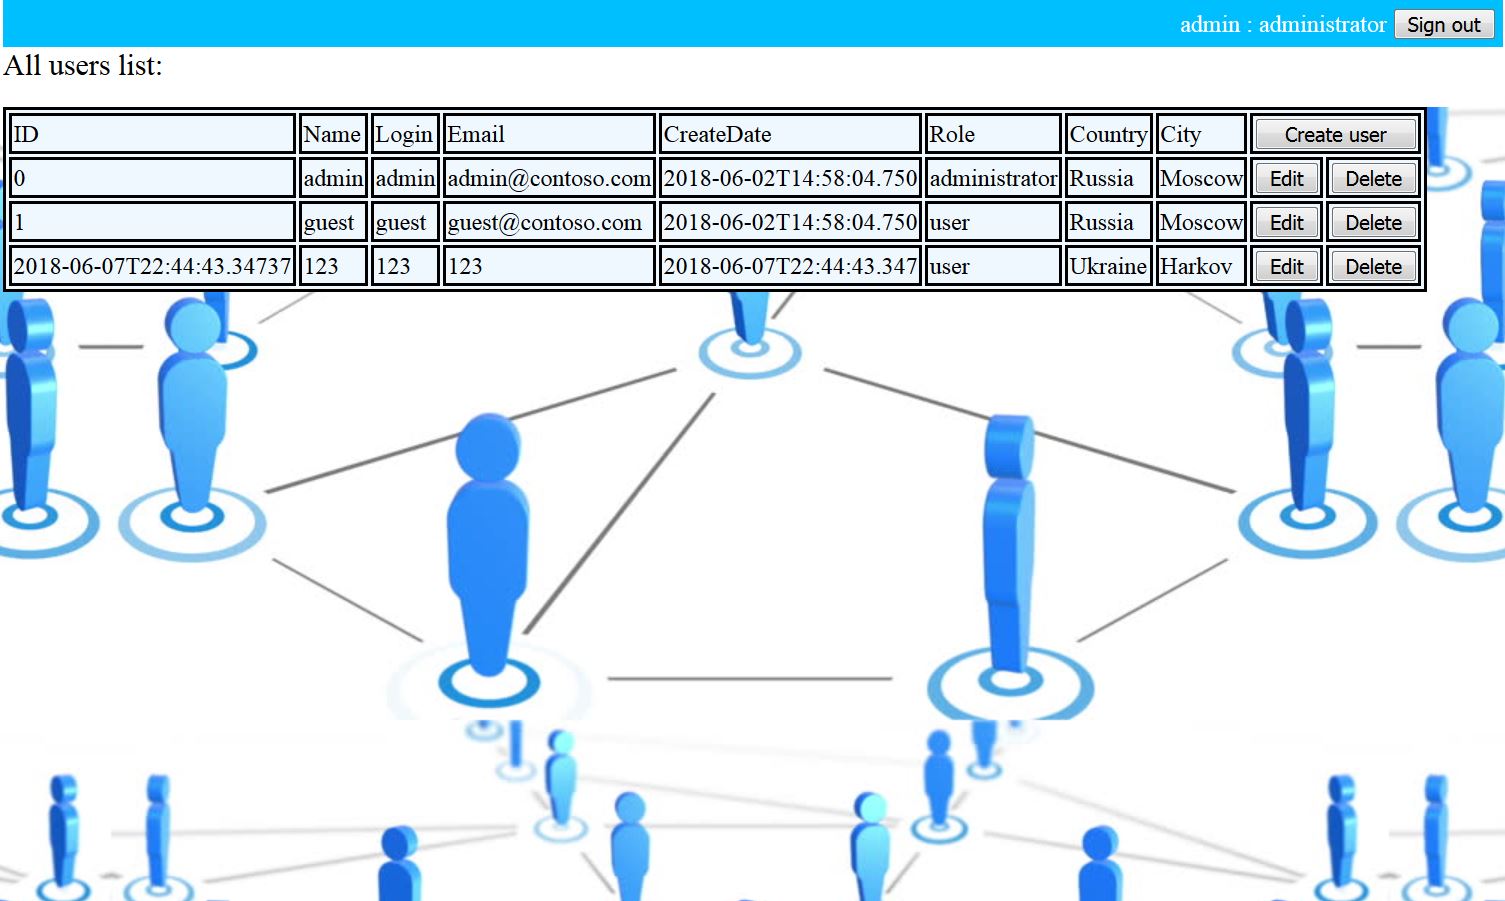 admin : administrator Sign out
All users list:
ID Name Login Email CreateDate Role Country City Create user
0 admin admin admin@contoso.com 2018-06-02T14:58:04.750 administrator Russia Moscow Edit Delete
1 guest guest guest@contoso.com 2018-06-02T14:58:04.750 user Russia Moscow Edit Delete
2018-06-07T22:44:43.34737 123 123 123 2018-06-07T22:44:43.347 user Ukraine Harkov Edit Delete